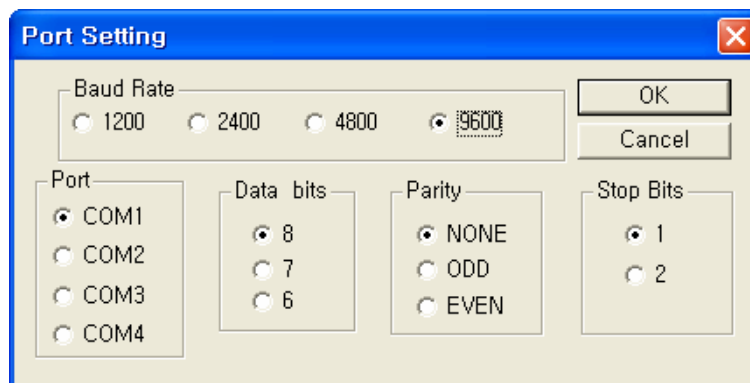 Port Setting
Baud Rate
1200 2400 4800 9600
OK
Cancel
Port
COM1
COM2
COM3
COM4
Data bits
8
7
6
Parity
NONE
ODD
EVEN
Stop Bits
1
2